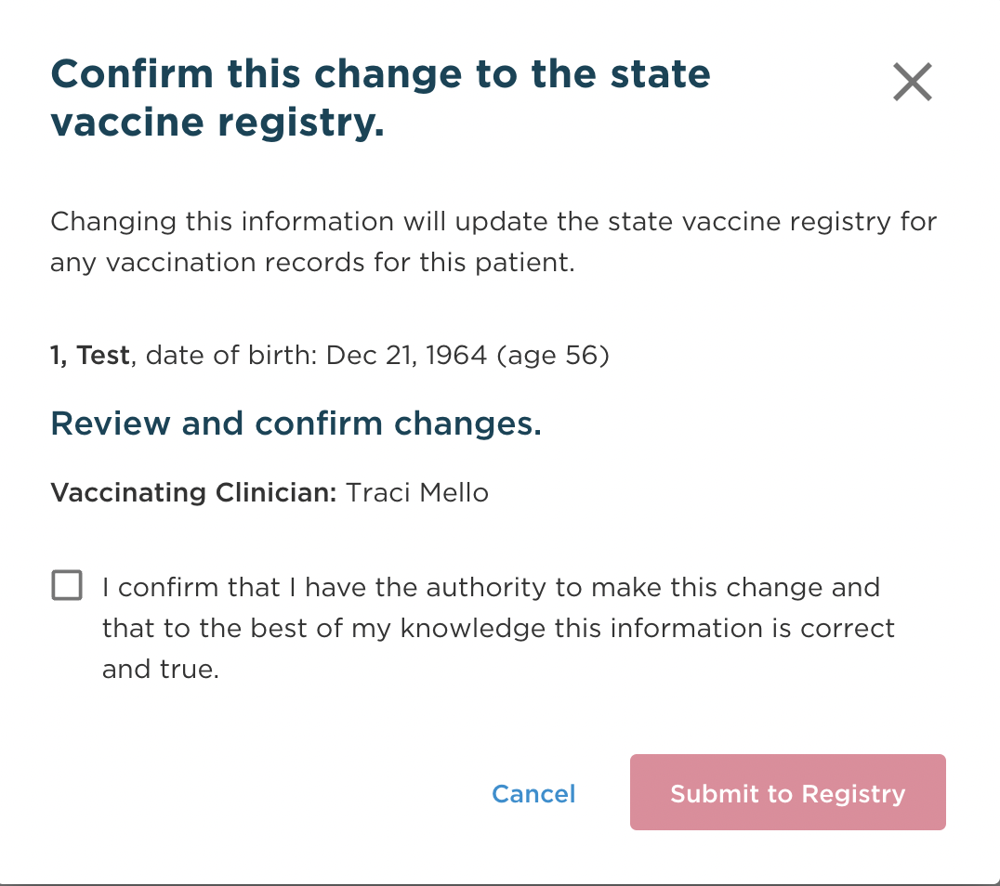 Confirm this change to the state
vaccine registry.
Changing this information will update the state vaccine registry for
any vaccination records for this patient.
1, Test, date of birth: Dec 21, 1964 (age 56)
Review and confirm changes.
Vaccinating Clinician: Traci Mello
I confirm that I have the authority to make this change and
that to the best of my knowledge this information is correct
and true.
Cancel
Submit to Registry